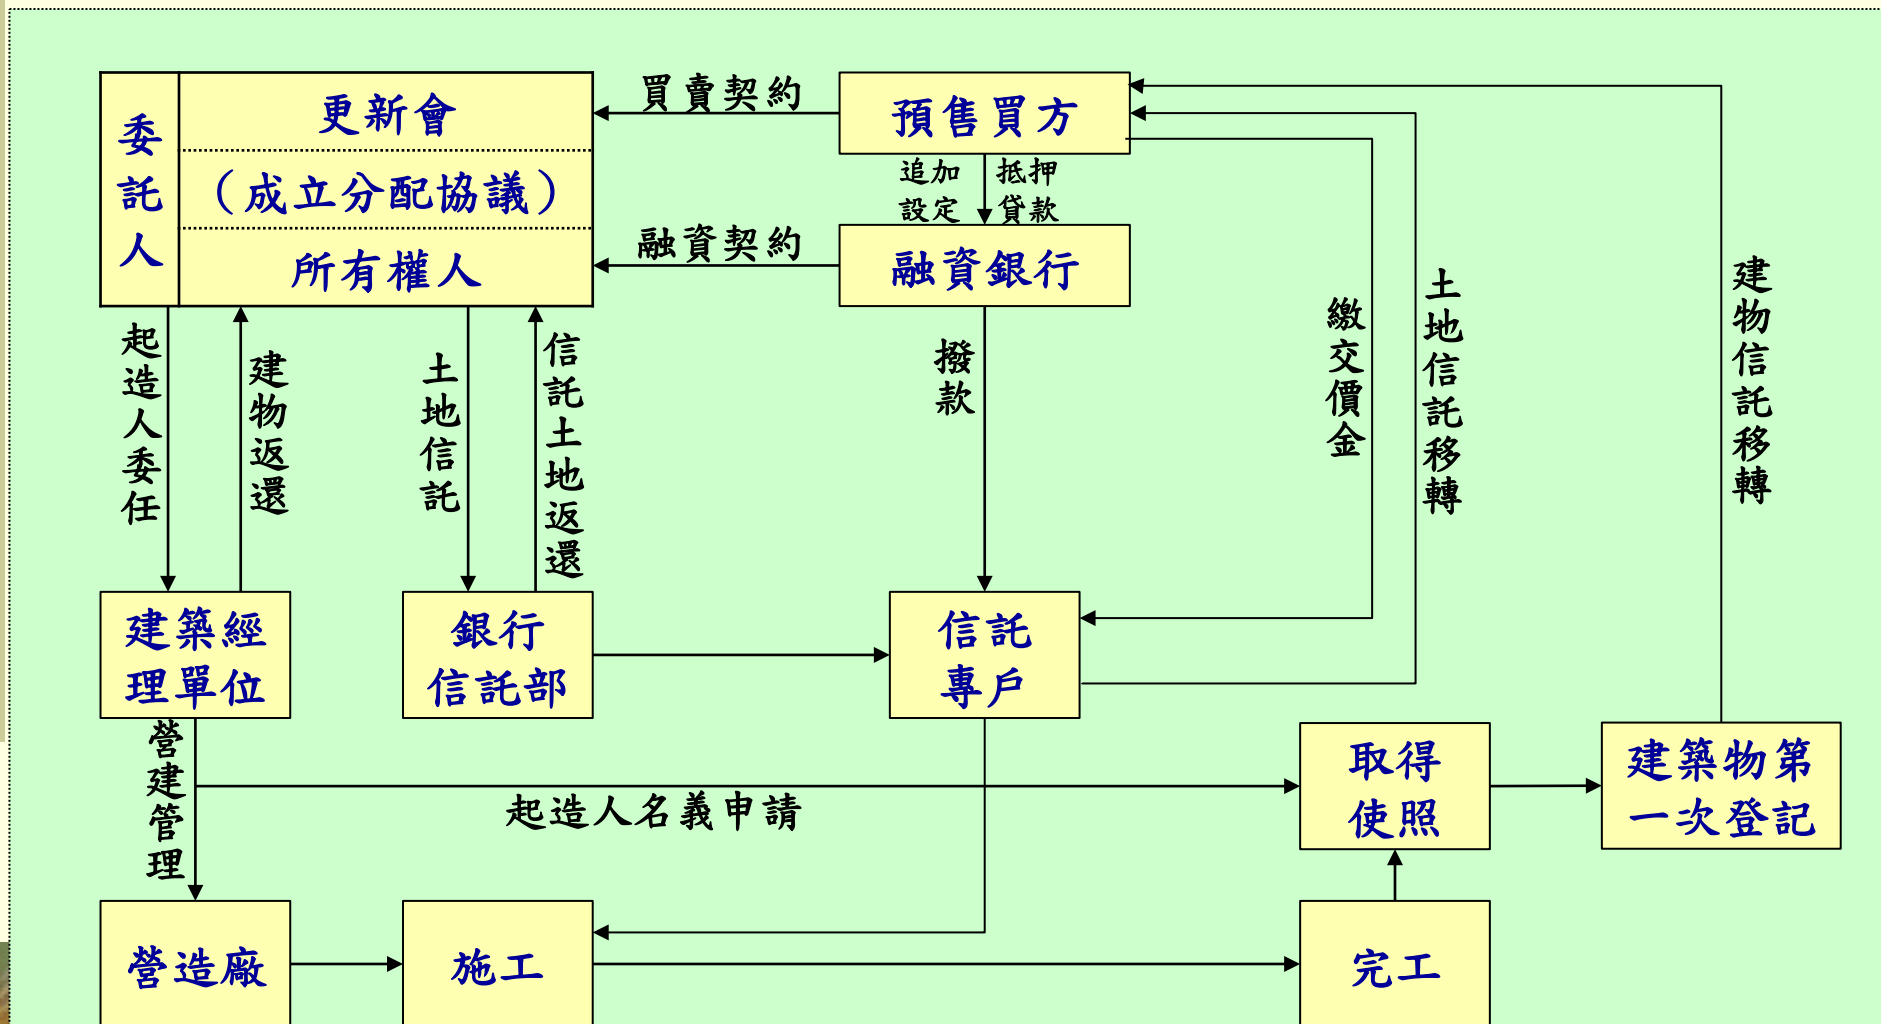 委託人
更新會
（成立分配協議）
所有權人
買賣契約
預售買方
追加
設定
抵押
貸款
融資契約
融資銀行
起造人委任
建物返還
土地信託
信託土地返還
撥款
繳交價金
土地信託移轉
建物信託移轉
建築經
理單位
銀行
信託部
信託
專戶
營建管理
起造人名義申請
取得
使照
建築物第
一次登記
營造廠
施工
完工